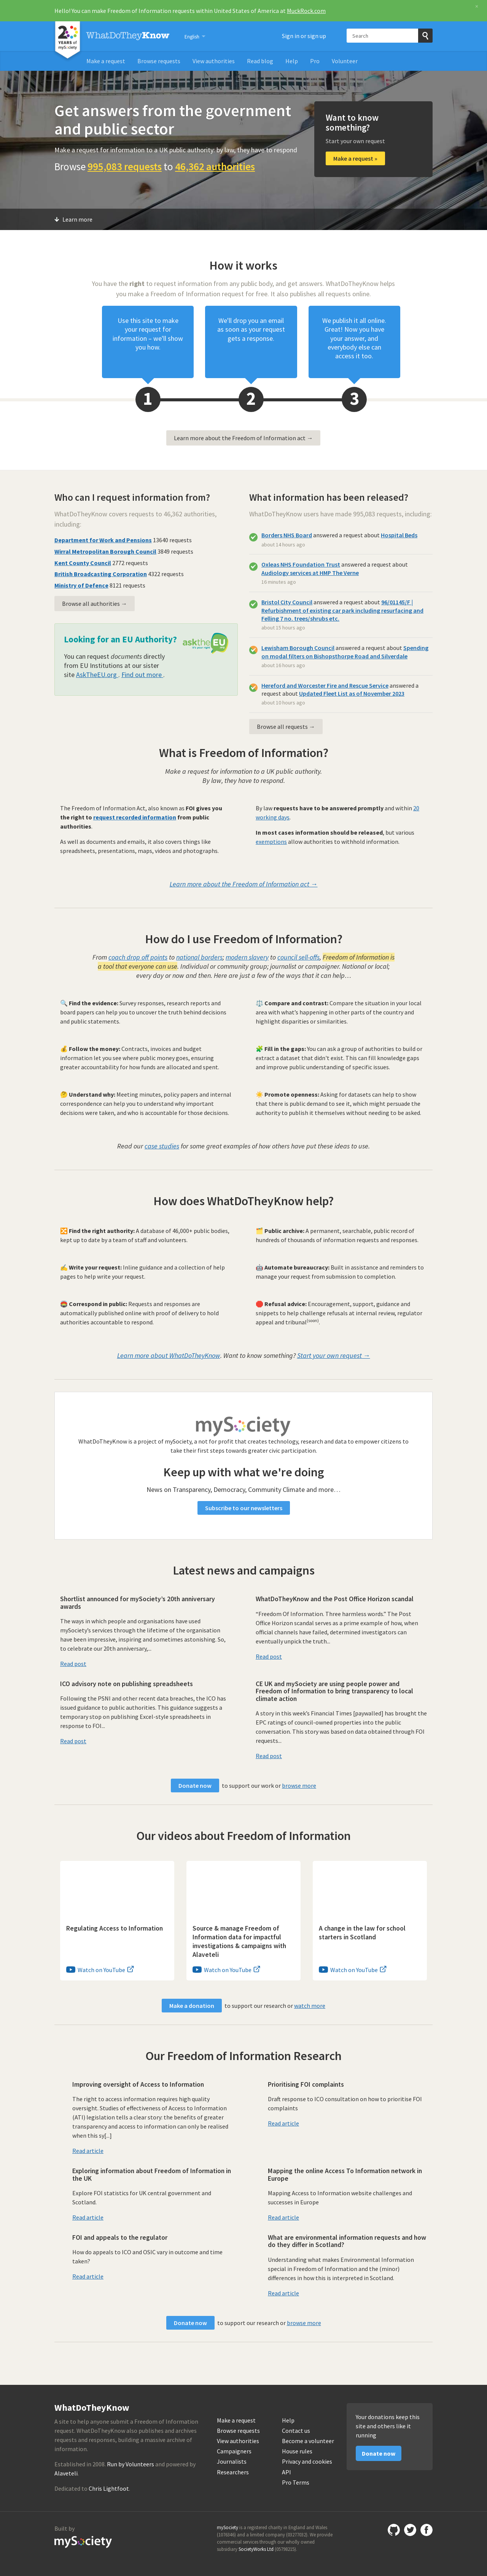 Hello! You can make Freedom of Information requests within United States of America at MuckRock.com
×
20 YEARS of mySociety
WhatDoTheyKnow
English
Sign in or sign up
Search
Make a request
Browse requests
View authorities
Read blog
Help
Pro
Volunteer
Get answers from the government and public sector
Make a request for information to a UK public authority: by law, they have to respond
Browse 995,083 requests to 46,362 authorities
Want to know something?
Start your own request
Make a request »
Learn more
How it works
You have the right to request information from any public body, and get answers. WhatDoTheyKnow helps
you make a Freedom of Information request for free. It also publishes all requests online.
Use this site to make
your request for
information – we'll show
you how.
We'll drop you an email
as soon as your request
gets a response.
We publish it all online.
Great! Now you have
your answer, and
everybody else can
access it too.
1
2
3
Learn more about the Freedom of Information act →
Who can I request information from?
WhatDoTheyKnow covers requests to 46,362 authorities,
including:
Department for Work and Pensions 13640 requests
Wirral Metropolitan Borough Council 3849 requests
Kent County Council 2772 requests
British Broadcasting Corporation 4322 requests
Ministry of Defence 8121 requests
Browse all authorities →
Looking for an EU Authority?
asktheEU
You can request documents directly
from EU Institutions at our sister
site AskTheEU.org . Find out more .
What information has been released?
WhatDoTheyKnow users have made 995,083 requests, including:
Borders NHS Board answered a request about Hospital Beds
about 14 hours ago
Oxleas NHS Foundation Trust answered a request about
Audiology services at HMP The Verne
16 minutes ago
Bristol City Council answered a request about 96/01145/F |
Refurbishment of existing car park including resurfacing and
Felling 7 no. trees/shrubs etc.
about 15 hours ago
Lewisham Borough Council answered a request about Spending
on modal filters on Bishopsthorpe Road and Silverdale
about 16 hours ago
Hereford and Worcester Fire and Rescue Service answered a
request about Updated Fleet List as of November 2023
about 10 hours ago
Browse all requests →
What is Freedom of Information?
Make a request for information to a UK public authority.
By law, they have to respond.
The Freedom of Information Act, also known as FOI gives you
the right to request recorded information from public
authorities.
As well as documents and emails, it also covers things like
spreadsheets, presentations, maps, videos and photographs.
By law requests have to be answered promptly and within 20
working days.
In most cases information should be released, but various
exemptions allow authorities to withhold information.
Learn more about the Freedom of Information act →
How do I use Freedom of Information?
From coach drop off points to national borders; modern slavery to council sell-offs, Freedom of Information is
a tool that everyone can use. Individual or community group; journalist or campaigner. National or local;
every day or now and then. Here are just a few of the ways that it can help…
🔍 Find the evidence: Survey responses, research reports and
board papers can help you to uncover the truth between stories
and public statements.
⚖️ Compare and contrast: Compare the situation in your local
area with what's happening in other parts of the country and
highlight disparities or similarities.
💰 Follow the money: Contracts, invoices and budget
information let you see where public money goes, ensuring
greater accountability for how funds are allocated and spent.
🧩 Fill in the gaps: You can ask a group of authorities to build or
extract a dataset that didn't exist. This can fill knowledge gaps
and improve public understanding of specific issues.
🤔 Understand why: Meeting minutes, policy papers and internal
correspondence can help you to understand why important
decisions were taken, and who is accountable for those decisions.
☀️ Promote openness: Asking for datasets can help to show
that there is public demand to see it, which might persuade the
authority to publish it themselves without needing to be asked.
Read our case studies for some great examples of how others have put these ideas to use.
How does WhatDoTheyKnow help?
🔀 Find the right authority: A database of 46,000+ public bodies,
kept up to date by a team of staff and volunteers.
🗂️ Public archive: A permanent, searchable, public record of
hundreds of thousands of information requests and responses.
✍️ Write your request: Inline guidance and a collection of help
pages to help write your request.
🤖 Automate bureaucracy: Built in assistance and reminders to
manage your request from submission to completion.
📮 Correspond in public: Requests and responses are
automatically published online with proof of delivery to hold
authorities accountable to respond.
🛑 Refusal advice: Encouragement, support, guidance and
snippets to help challenge refusals at internal review, regulator
appeal and tribunal(soon).
Learn more about WhatDoTheyKnow. Want to know something? Start your own request →
mySociety
WhatDoTheyKnow is a project of mySociety, a not for profit that creates technology, research and data to empower citizens to
take their first steps towards greater civic participation.
Keep up with what we're doing
News on Transparency, Democracy, Community Climate and more…
Subscribe to our newsletters
Latest news and campaigns
Shortlist announced for mySociety's 20th anniversary
awards
The ways in which people and organisations have used
mySociety's services through the lifetime of the organisation
have been impressive, inspiring and sometimes astonishing. So,
to celebrate our 20th anniversary,...
Read post
WhatDoTheyKnow and the Post Office Horizon scandal
“Freedom Of Information. Three harmless words.” The Post
Office Horizon scandal serves as a prime example of how, when
official channels have failed, determined investigators can
eventually crunch the truth...
Read post
ICO advisory note on publishing spreadsheets
Following the PSNI and other recent data breaches, the ICO has
issued guidance to public authorities. This guidance suggests a
temporary stop on publishing Excel-style spreadsheets in
response to FOI...
Read post
CE UK and mySociety are using people power and
Freedom of Information to bring transparency to local
climate action
A story in this week's Financial Times [paywalled] has brought the
EPC ratings of council-owned properties into the public
conversation. This story was based on data obtained through FOI
requests...
Read post
Donate now to support our work or browse more
Our videos about Freedom of Information
Regulating Access to Information
Watch on YouTube
Source & manage Freedom of
Information data for impactful
investigations & campaigns with
Alaveteli
Watch on YouTube
A change in the law for school
starters in Scotland
Watch on YouTube
Make a donation to support our research or watch more
Our Freedom of Information Research
Improving oversight of Access to Information
The right to access information requires high quality
oversight. Studies of effectiveness of Access to Information
(ATI) legislation tells a clear story: the benefits of greater
transparency and access to information can only be realised
when this sy[...]
Read article
Prioritising FOI complaints
Draft response to ICO consultation on how to prioritise FOI
complaints
Read article
Exploring information about Freedom of Information in
the UK
Explore FOI statistics for UK central government and
Scotland.
Read article
Mapping the online Access To Information network in
Europe
Mapping Access to Information website challenges and
successes in Europe
Read article
FOI and appeals to the regulator
How do appeals to ICO and OSIC vary in outcome and time
taken?
Read article
What are environmental information requests and how
do they differ in Scotland?
Understanding what makes Environmental Information
special in Freedom of Information and the (minor)
differences in how this is interpreted in Scotland.
Read article
Donate now to support our research or browse more
WhatDoTheyKnow
A site to help anyone submit a Freedom of Information
request. WhatDoTheyKnow also publishes and archives
requests and responses, building a massive archive of
information.
Established in 2008. Run by Volunteers and powered by
Alaveteli
Dedicated to Chris Lightfoot.
Make a request
Browse requests
View authorities
Campaigners
Journalists
Researchers
Help
Contact us
Become a volunteer
House rules
Privacy and cookies
API
Pro Terms
Your donations keep this
site and others like it
running
Donate now
Built by
mySociety
mySociety is a registered charity in England and Wales
(1076346) and a limited company (03277032). We provide
commercial services through our wholly owned
subsidiary SocietyWorks Ltd (05798215).